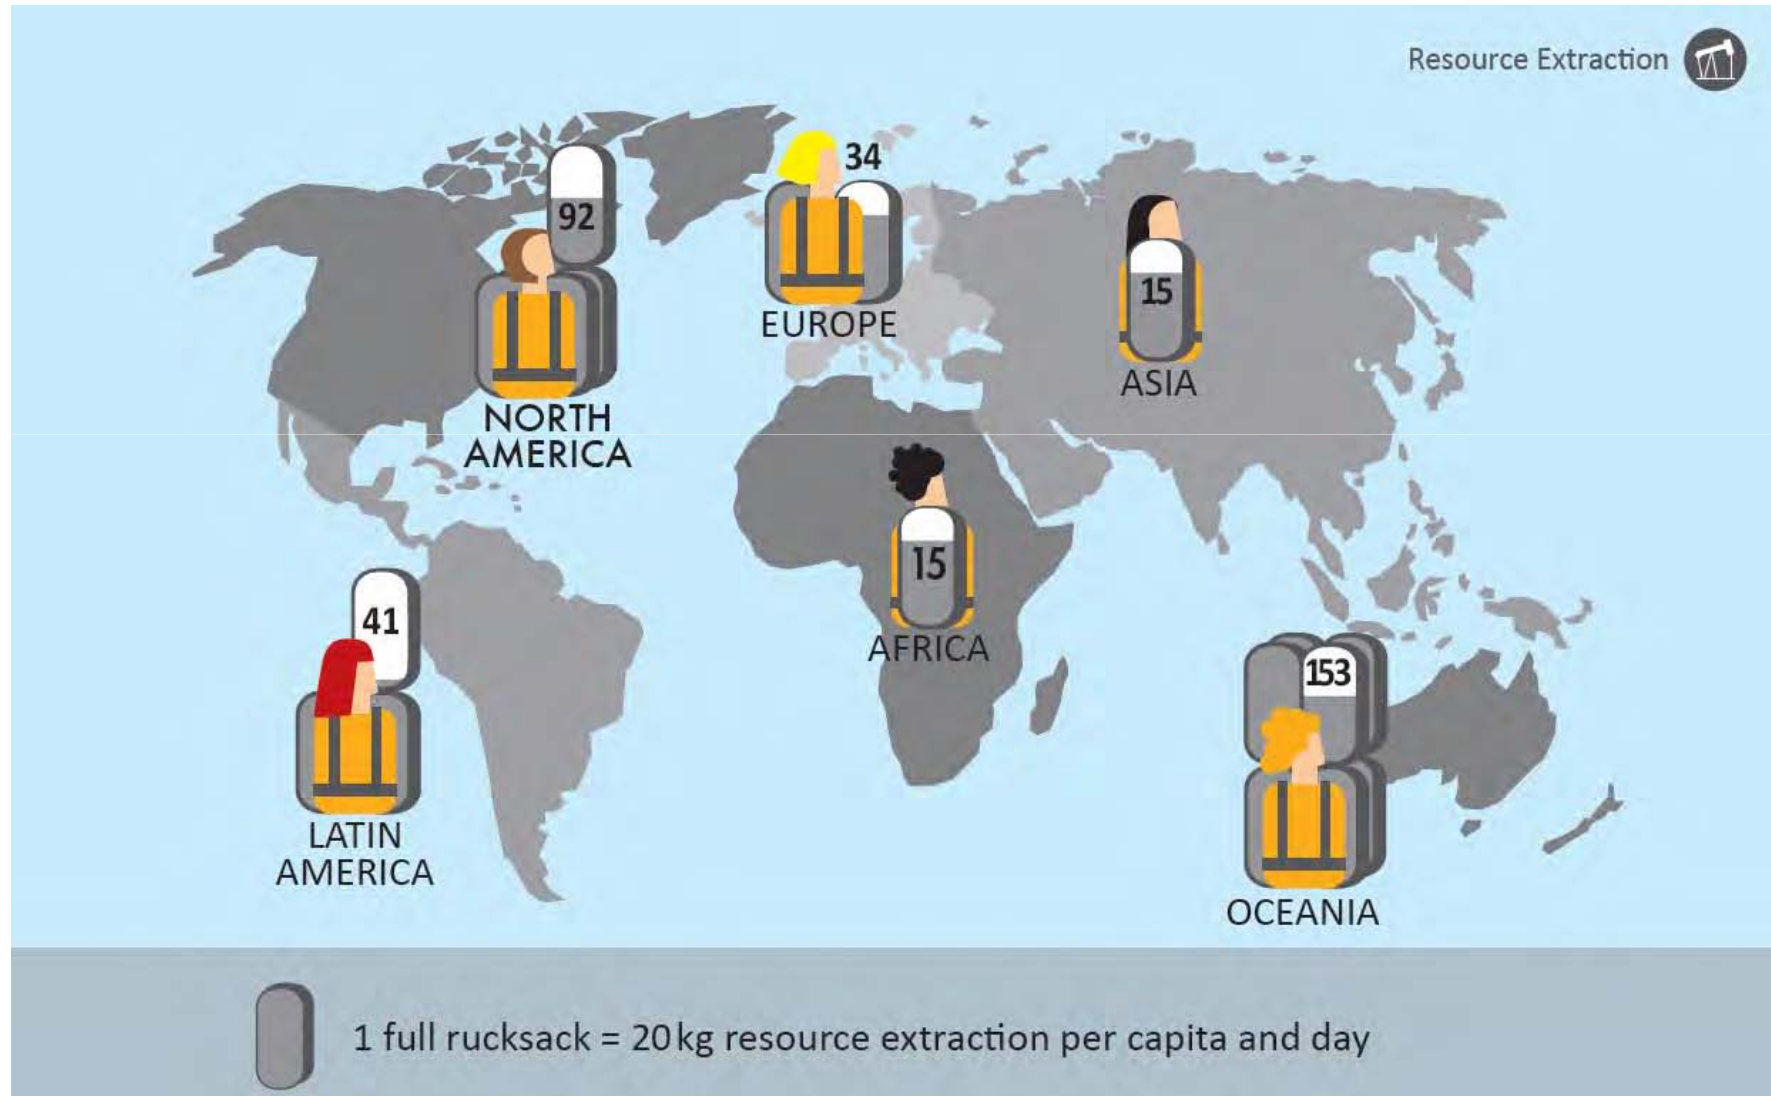 Resource Extraction
92
NORTH
AMERICA
34
EUROPE
15
ASIA
15
AFRICA
41
LATIN
AMERICA
153
OCEANIA
1 full rucksack = 20 kg resource extraction per capita and day